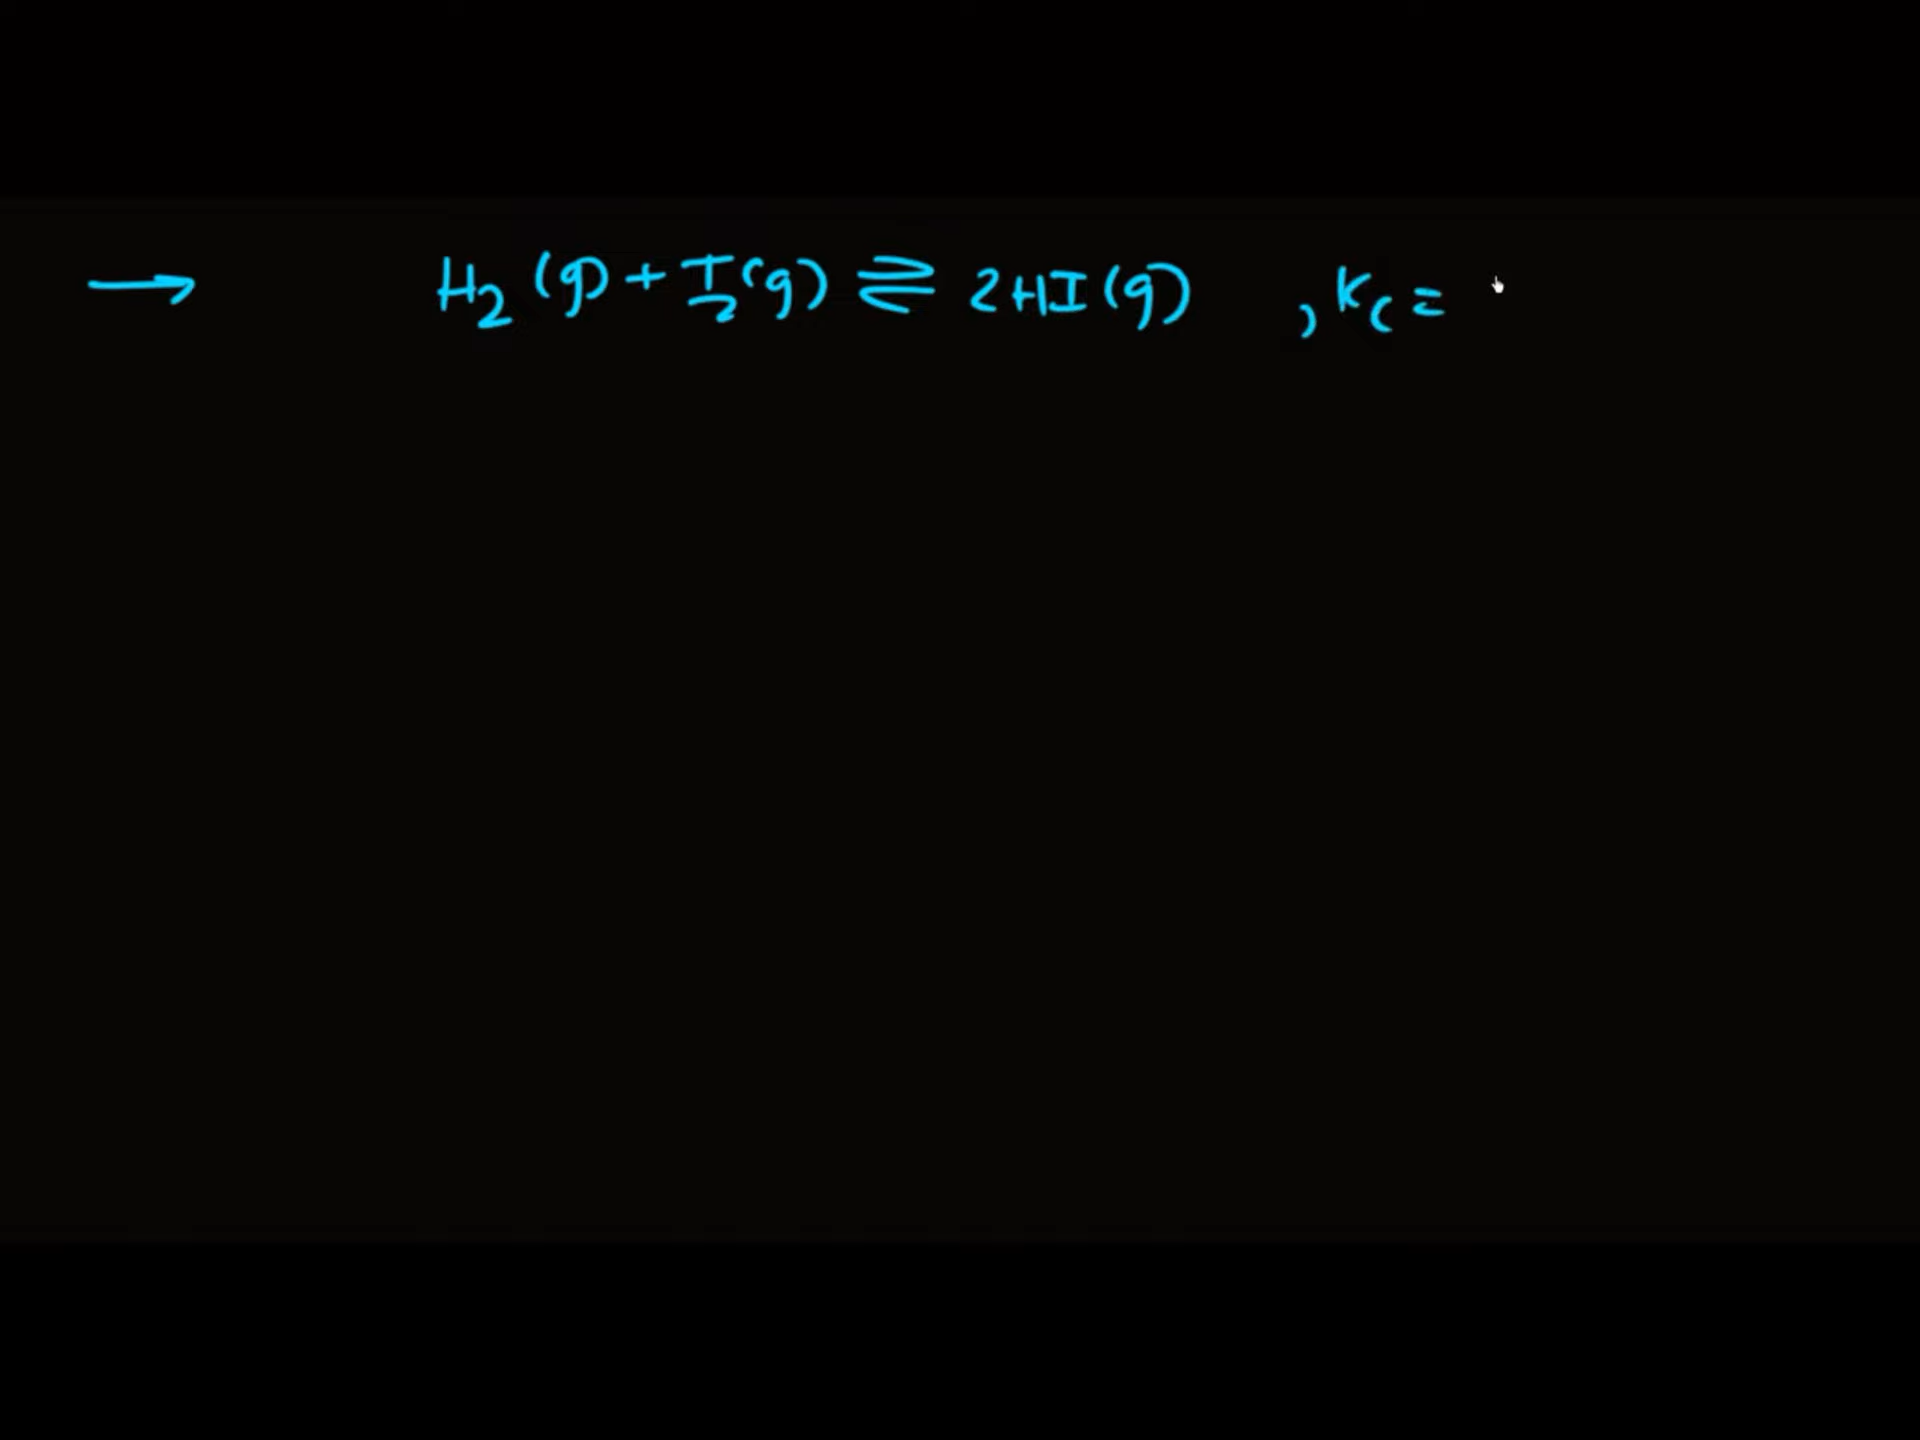 → H₂ (g) + I₂ (g) ⇌ 2HI (g) , Kc =